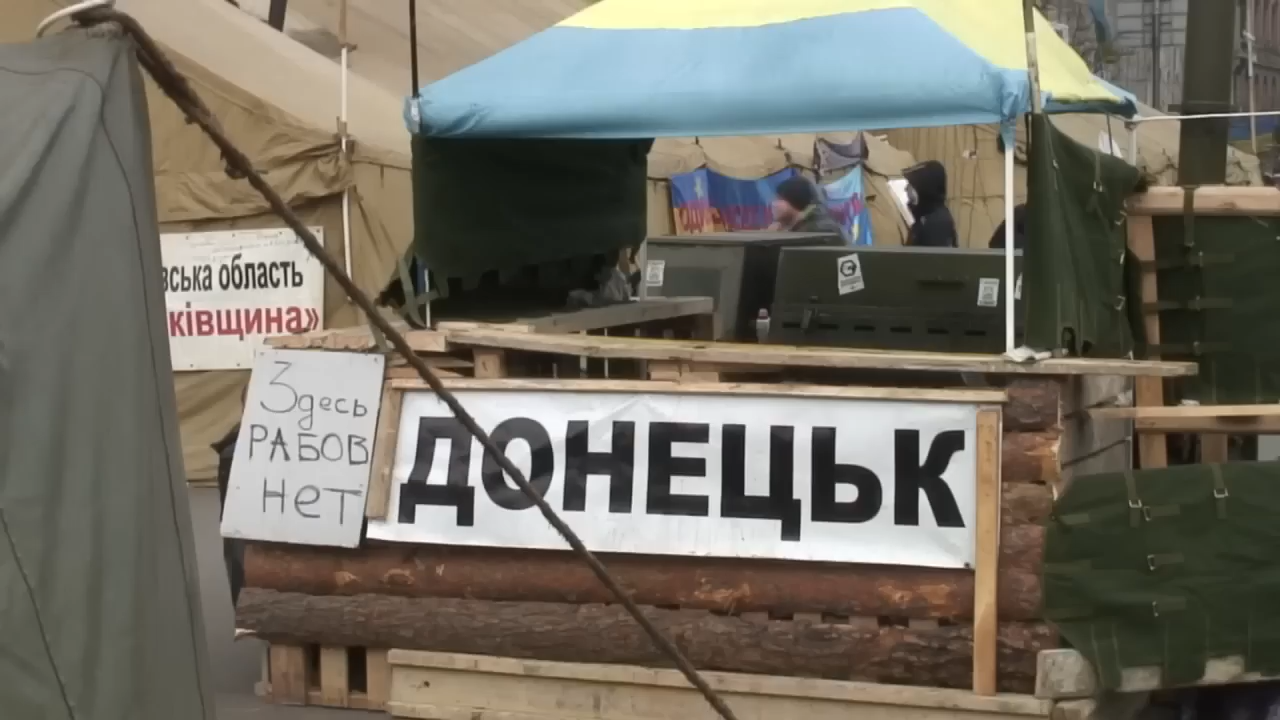 вська область
ківщина»
Здесь
РАБОВ
нет
ДОНЕЦЬК